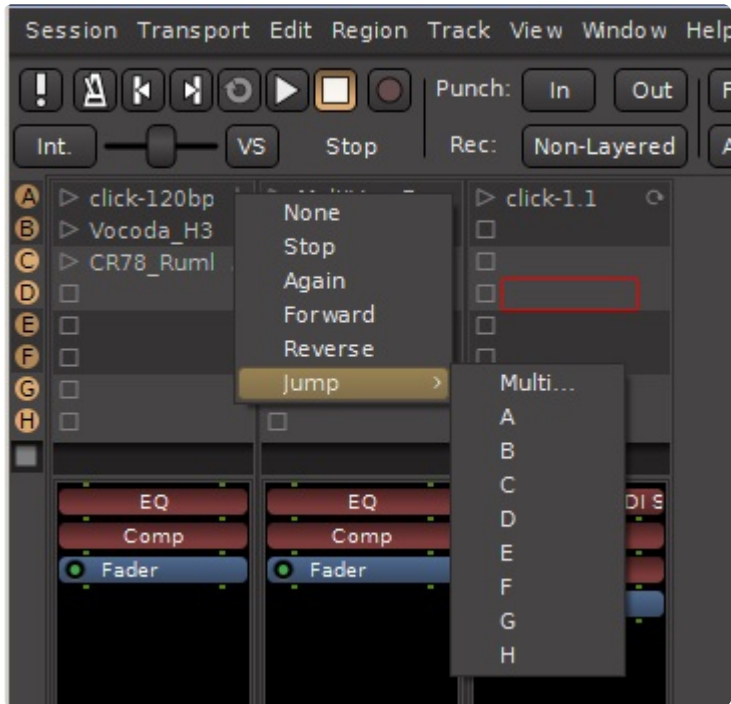 Session Transport Edit Region Track View Window Help
Punch: In Out
Int. VS Stop Rec: Non-Layered
A click-120bp click-1.1
B Vocoda_H3
C CR78_Ruml
D
E
F
G
H
None
Stop
Again
Forward
Reverse
Jump >
Multi...
A
B
C
D
E
F
G
H
EQ EQ DI S
Comp Comp
Fader Fader